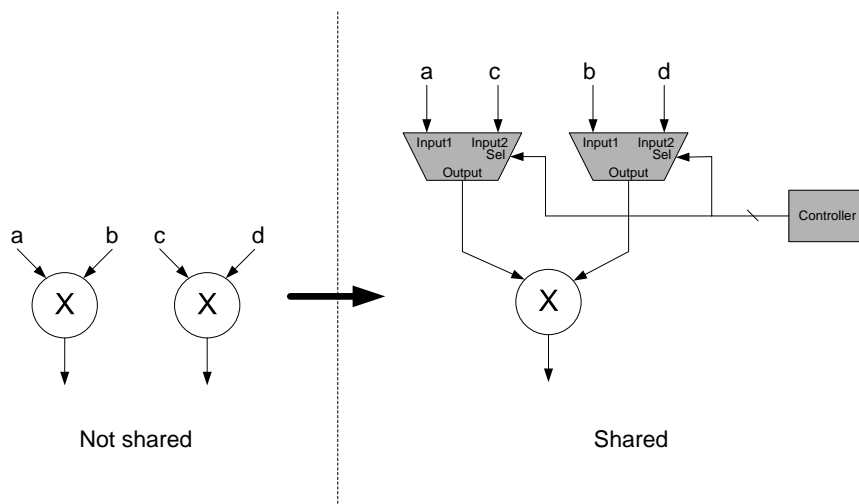 a c b d
Input1 Input2 Input1 Input2
Sel Sel
Output Output
Controller
a b c d
X X X
Not shared Shared